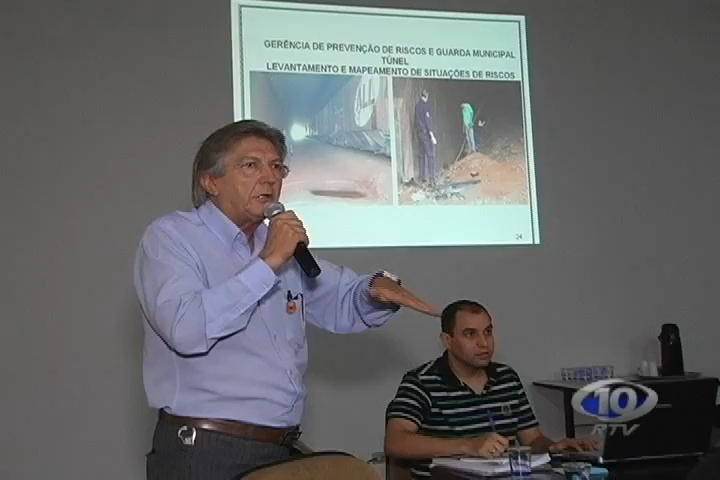 GERÊNCIA DE PREVENÇÃO DE RISCOS E GUARDA MUNICIPAL
TÚNEL
LEVANTAMENTO E MAPEAMENTO DE SITUAÇÕES DE RISCOS
24
10
RTV